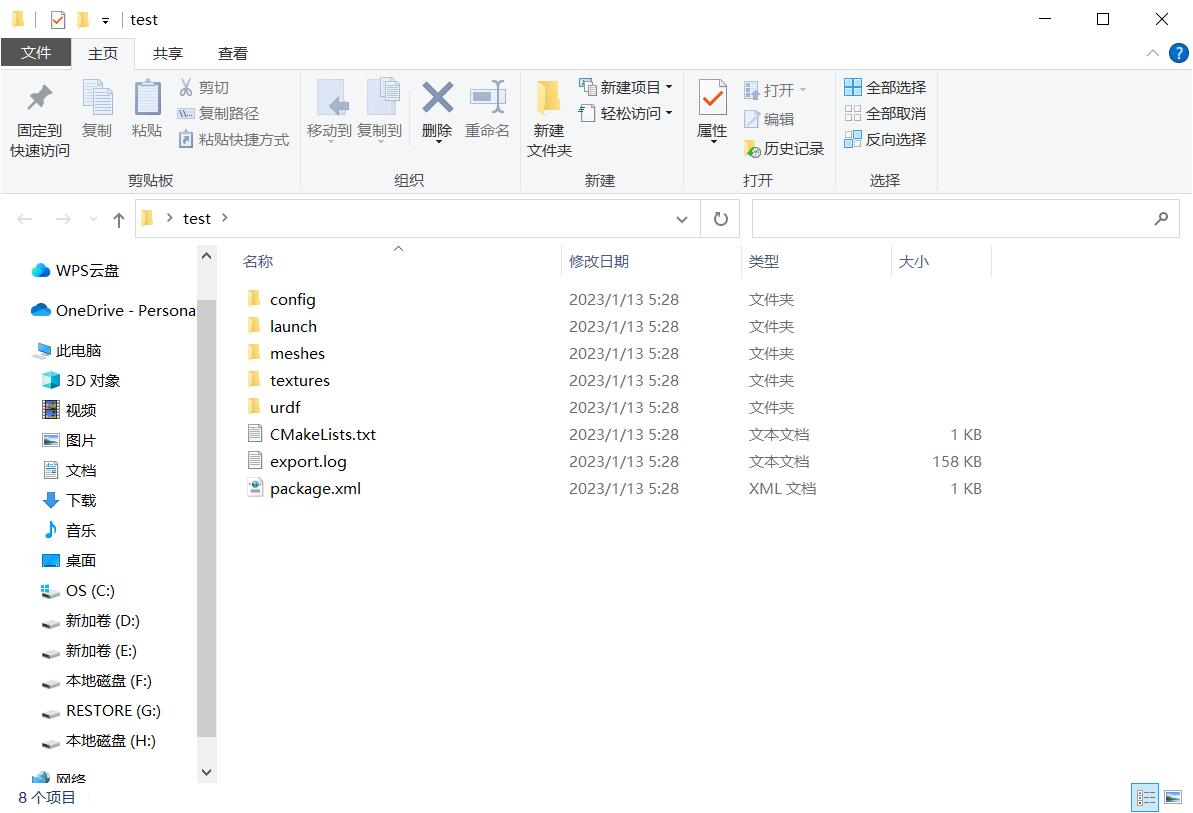 test
文件 主页 共享 查看
固定到
快速访问
复制
粘贴
剪切
复制路径
粘贴快捷方式
剪贴板
移动到 复制到 删除 重命名
组织
新建
文件夹
新建项目
轻松访问
新建
属性
打开
编辑
历史记录
打开
全部选择
全部取消
反向选择
选择
test
WPS云盘
OneDrive - Persona
此电脑
3D 对象
视频
图片
文档
下载
音乐
桌面
OS (C:)
新加卷 (D:)
新加卷 (E:)
本地磁盘 (F:)
RESTORE (G:)
本地磁盘 (H:)
网络
名称 修改日期 类型 大小
config 2023/1/13 5:28 文件夹
launch 2023/1/13 5:28 文件夹
meshes 2023/1/13 5:28 文件夹
textures 2023/1/13 5:28 文件夹
urdf 2023/1/13 5:28 文件夹
CMakeLists.txt 2023/1/13 5:28 文本文档 1 KB
export.log 2023/1/13 5:28 文本文档 158 KB
package.xml 2023/1/13 5:28 XML 文档 1 KB
8 个项目